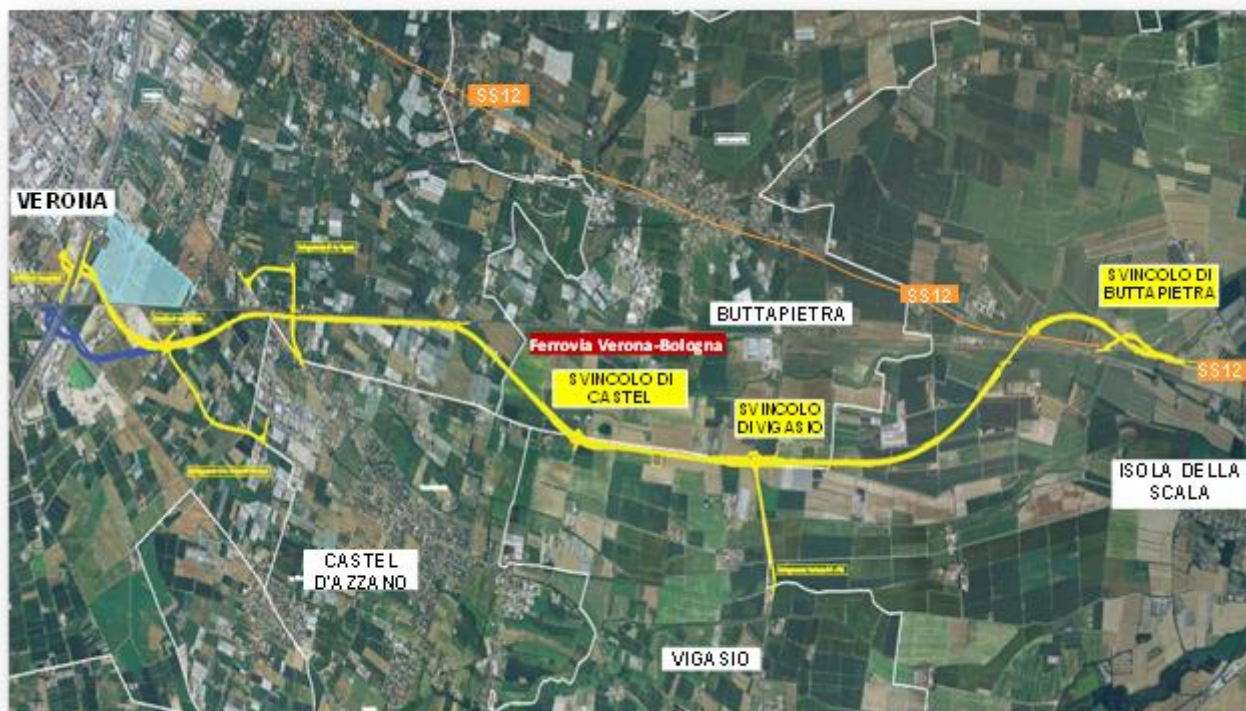 SS12
VERONA
SVINCOLO DI
BUTTAPIETRA
SS12
BUTTAPIETRA
Ferrovia Verona-Bologna
SS12
SVINCOLO DI
CASTEL
SVINCOLO
DI VIGASIO
ISOLA DELLA
SCALA
CASTEL
D'AZZANO
VIGASIO